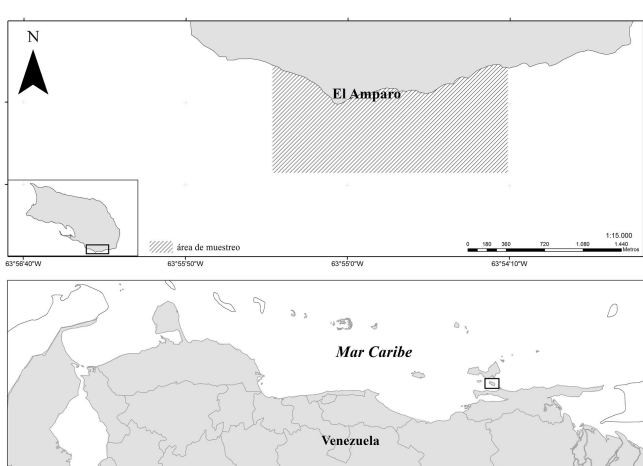 N
El Amparo
área de muestreo
1:15.000
0 180 360 720 1.080 1.440
Metros
63°56'40"W 63°55'50"W 63°55'0"W 63°54'10"W
Mar Caribe
Venezuela